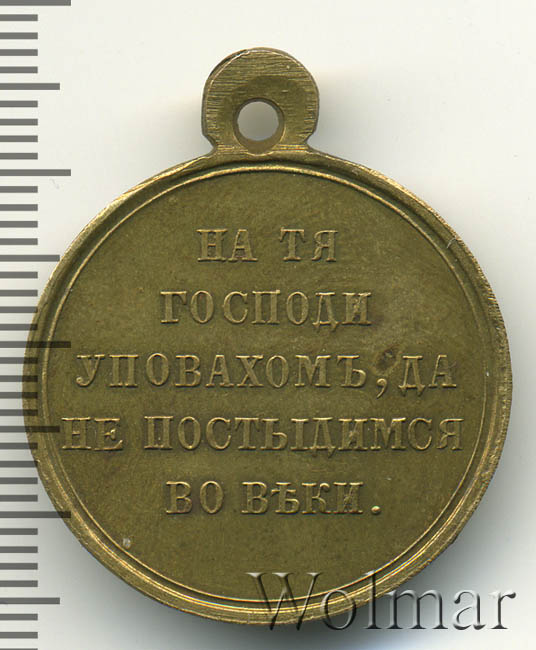 НА ТЯ
ГОСПОДИ
УПОВАХОМЪ, ДА
НЕ ПОСТЫДИМСЯ
ВО ВѢКИ.
Wolmar